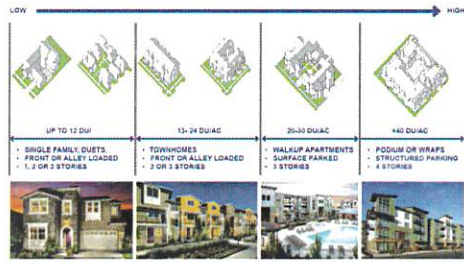 LOW
HIGH
UP TO 12 DU/
13- 24 DU/AC
20-30 DU/AC
+40 DU/AC
• SINGLE FAMILY, DUETS,
FRONT OR ALLEY LOADED
• 1, 2 OR 3 STORIES
• TOWNHOMES
• FRONT OR ALLEY LOADED
• 2 OR 3 STORIES
• WALKUP APARTMENTS
• SURFACE PARKED
• 3 STORIES
• PODIUM OR WRAPS
• STRUCTURED PARKING
• 4 STORIES